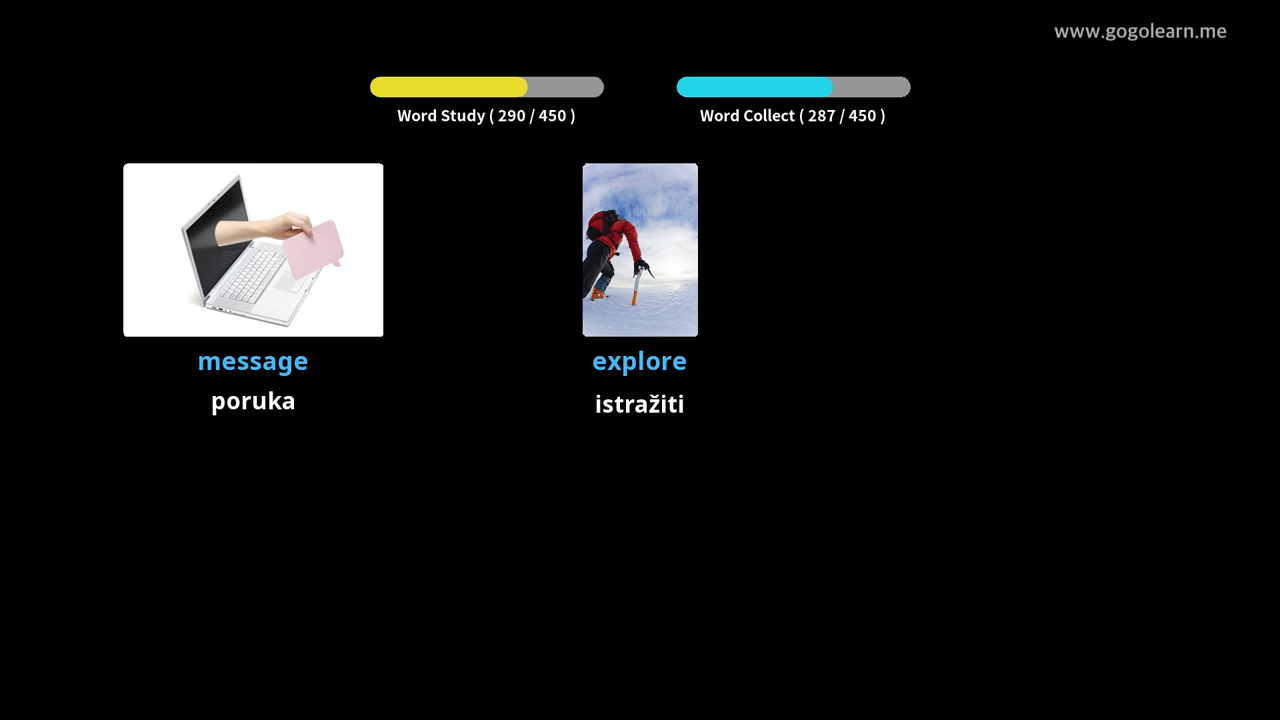 www.gogolearn.me
Word Study ( 290 / 450 )
Word Collect ( 287 / 450 )
message
poruka
explore
istražiti